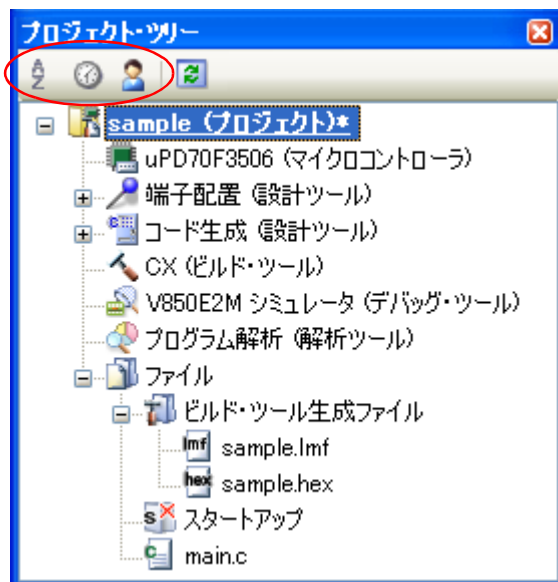 プロジェクト・ツリー
sample (プロジェクト)*
uPD70F3506 (マイクロコントローラ)
端子配置 (設計ツール)
コード生成 (設計ツール)
CX (ビルド・ツール)
V850E2M シミュレータ (デバッグ・ツール)
プログラム解析 (解析ツール)
ファイル
ビルド・ツール生成ファイル
lmf sample.lmf
hex sample.hex
スタートアップ
main.c